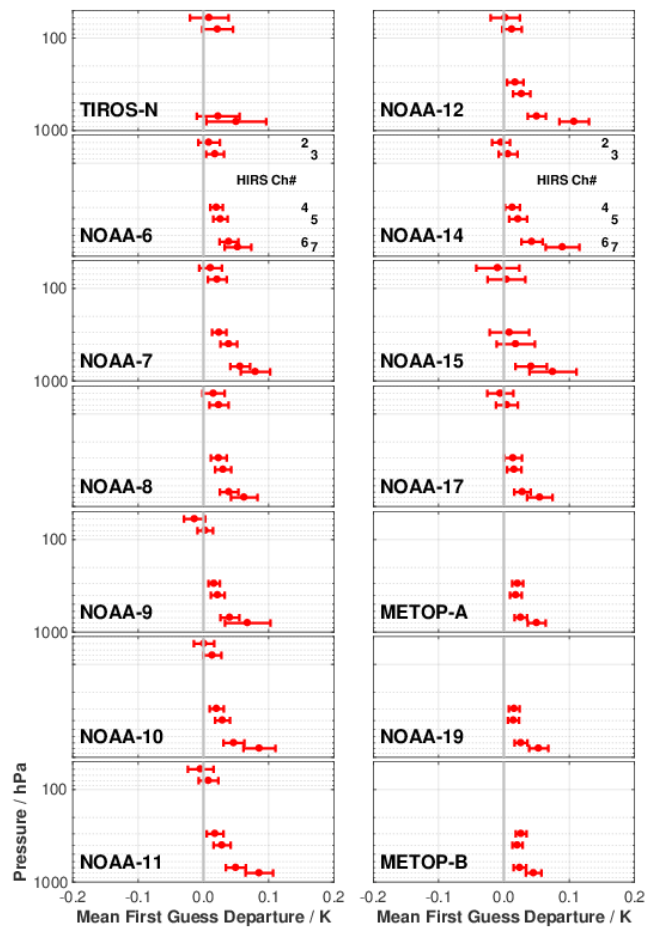 100
TIROS-N
1000
NOAA-12
2
3
HIRS Ch#
4
5
6
7
NOAA-6
2
3
HIRS Ch#
4
5
6
7
NOAA-14
100
NOAA-7
1000
NOAA-15
NOAA-8
NOAA-17
100
NOAA-9
1000
METOP-A
NOAA-10
NOAA-19
Pressure / hPa
100
NOAA-11
1000
METOP-B
-0.2 -0.1 0.0 0.1 0.2
-0.2 -0.1 0.0 0.1 0.2
Mean First Guess Departure / K
Mean First Guess Departure / K